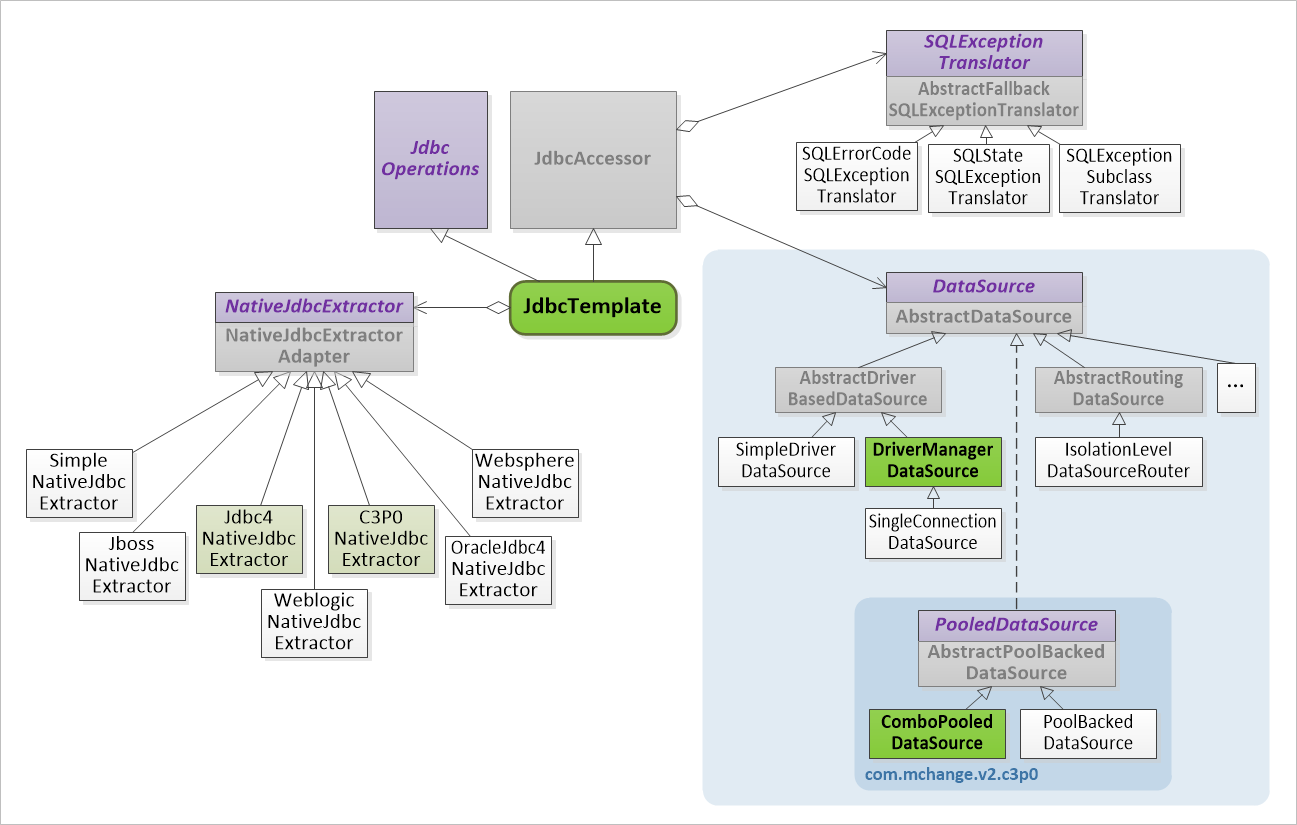 SQLException
Translator
AbstractFallback
SQLExceptionTranslator
SQLErrorCode
SQLException
Translator
SQLState
SQLException
Translator
SQLException
Subclass
Translator
Jdbc
Operations
JdbcAccessor
JdbcTemplate
NativeJdbcExtractor
NativeJdbcExtractor
Adapter
Simple
NativeJdbc
Extractor
Jboss
NativeJdbc
Extractor
Jdbc4
NativeJdbc
Extractor
Weblogic
NativeJdbc
Extractor
C3P0
NativeJdbc
Extractor
OracleJdbc4
NativeJdbc
Extractor
Websphere
NativeJdbc
Extractor
DataSource
AbstractDataSource
AbstractDriver
BasedDataSource
AbstractRouting
DataSource
...
SimpleDriver
DataSource
DriverManager
DataSource
IsolationLevel
DataSourceRouter
SingleConnection
DataSource
PooledDataSource
AbstractPoolBacked
DataSource
ComboPooled
DataSource
PoolBacked
DataSource
com.mchange.v2.c3p0